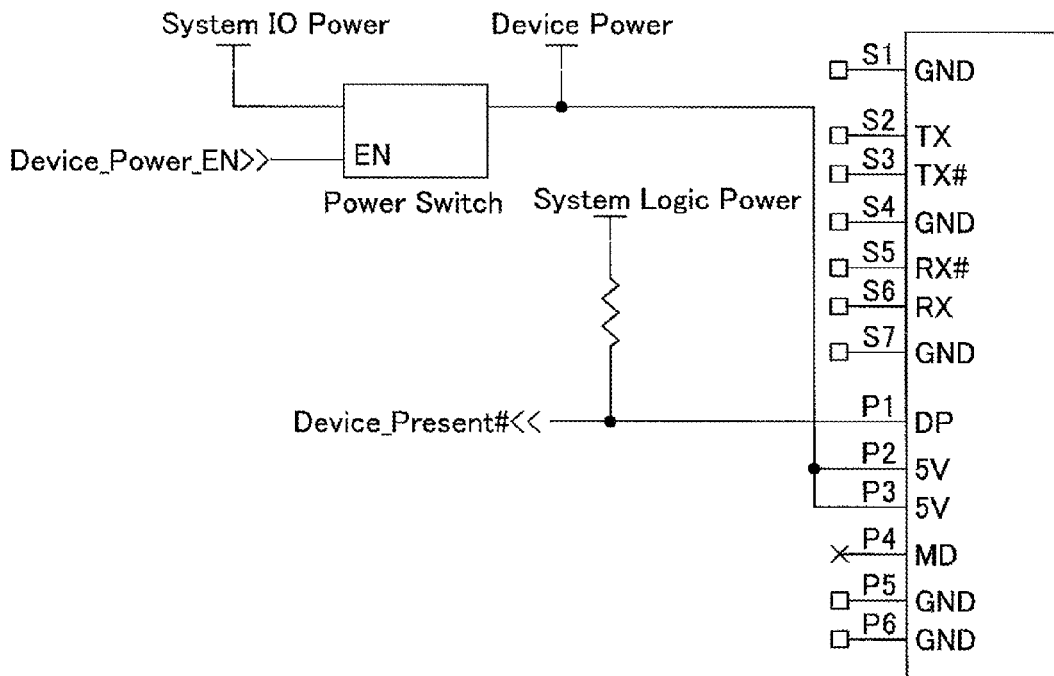 System IO Power
Device Power
EN
Device_Power_EN>>
Power Switch
System Logic Power
Device_Present#<<
S1 GND
S2 TX
S3 TX#
S4 GND
S5 RX#
S6 RX
S7 GND
P1 DP
P2 5V
P3 5V
P4 MD
P5 GND
P6 GND